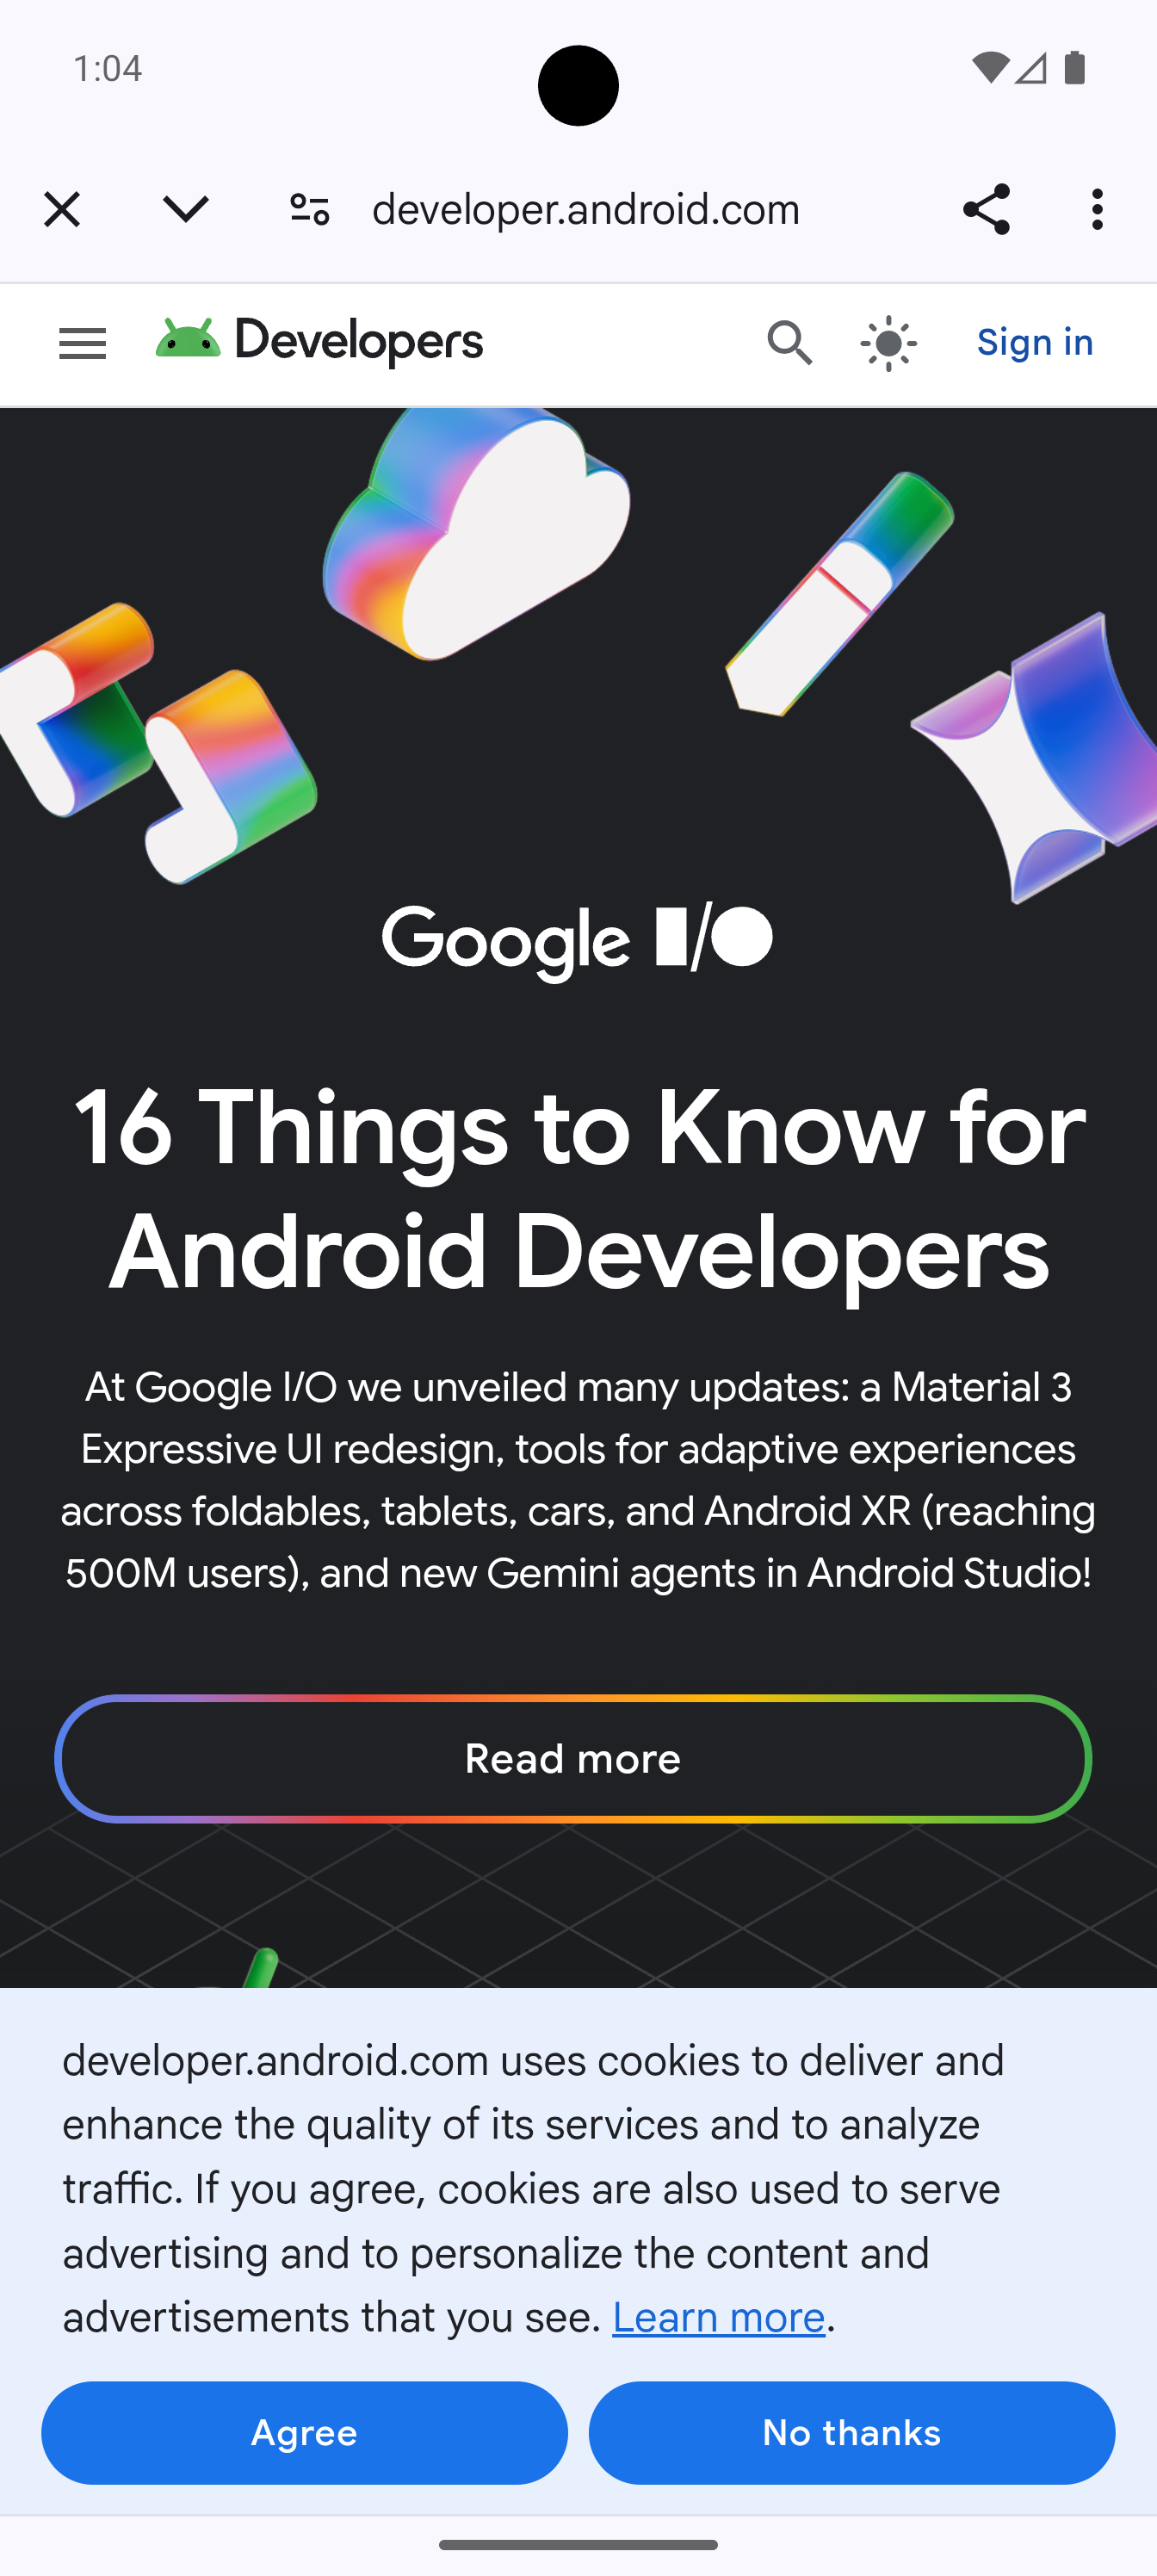 1:04
developer.android.com
Developers
Sign in
Google I/O
16 Things to Know for
Android Developers
At Google I/O we unveiled many updates: a Material 3
Expressive UI redesign, tools for adaptive experiences
across foldables, tablets, cars, and Android XR (reaching
500M users), and new Gemini agents in Android Studio!
Read more
developer.android.com uses cookies to deliver and
enhance the quality of its services and to analyze
traffic. If you agree, cookies are also used to serve
advertising and to personalize the content and
advertisements that you see. Learn more.
Agree
No thanks